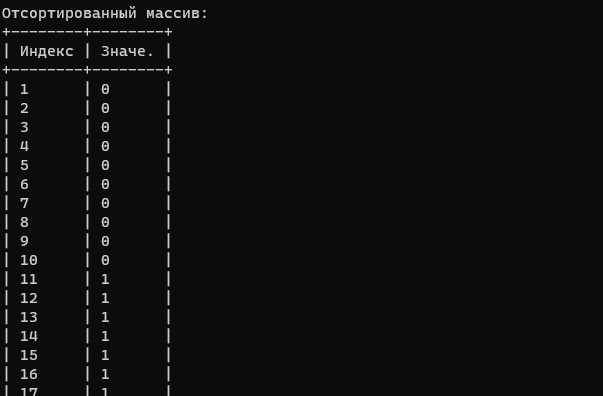 Отсортированный массив:
+--------+--------+
| Индекс | Значе. |
+--------+--------+
| 1      | 0      |
| 2      | 0      |
| 3      | 0      |
| 4      | 0      |
| 5      | 0      |
| 6      | 0      |
| 7      | 0      |
| 8      | 0      |
| 9      | 0      |
| 10     | 0      |
| 11     | 1      |
| 12     | 1      |
| 13     | 1      |
| 14     | 1      |
| 15     | 1      |
| 16     | 1      |
| 17     | 1      |